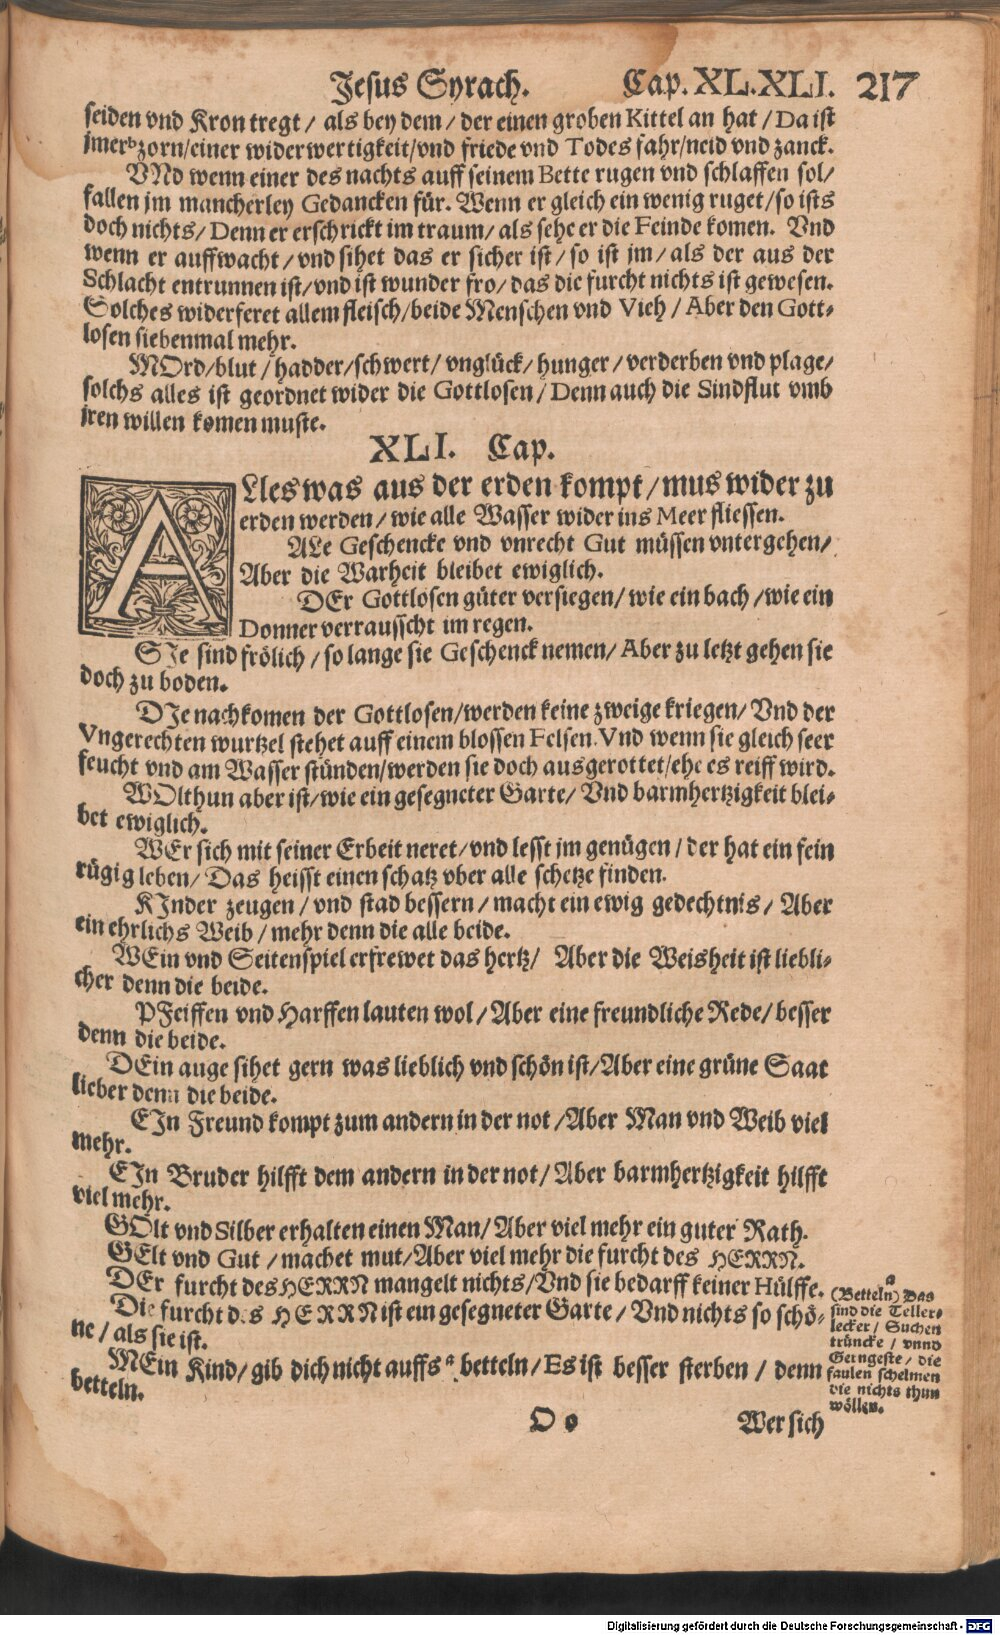 Jesus Syrach. Cap. XL. XLI. 217
seiden vnd Kron tregt / als bey dem / der einen groben Kittel an hat / Da ist
jmer zorn / einer widerwertigkeit / vnd friede vnd Todes fahr / neid vnd zanck.
VNd wenn einer des nachts auff seinem Bette rugen vnd schlaffen sol /
fallen jm mancherley Gedancken für. Wenn er gleich ein wenig ruget / so ists
doch nichts / Denn er erschrickt im traum / als sehe er die Feinde komen. Vnd
wenn er auffwacht / vnd sihet das er sicher ist / so ist jm / als der aus der
Schlacht entrunnen ist / vnd ist wunder fro / das die furcht nichts ist gewesen.
Solches widerferet allem fleisch / beide Menschen vnd Vieh / Aber den Gott-
losen siebenmal mehr.
MOrd / blut / hadder / schwert / vnglück / hunger / verderben vnd plage /
solchs alles ist geordnet wider die Gottlosen / Denn auch die Sindflut vmb
jren willen komen muste.
XLI. Cap.
ALles was aus der erden kompt / mus wider zu
erden werden / wie alle Wasser wider ins Meer fliessen.
ALe Geschencke vnd vnrecht Gut müssen vntergehen /
Aber die Warheit bleibet ewiglich.
DEr Gottlosen güter versiegen / wie ein bach / wie ein
Donner verrausscht im regen.
SJe sind frölich / so lange sie Geschenck nemen / Aber zu letzt gehen sie
doch zu boden.
DJe nachkomen der Gottlosen / werden keine zweige kriegen / Vnd der
Vngerechten wurtzel stehet auff einem blossen Felsen. Vnd wenn sie gleich seer
feucht vnd am Wasser stünden / werden sie doch ausgerottet / ehe es reiff wird.
WOlthun aber ist / wie ein gesegneter Garte / Vnd barmhertzigkeit blei-
bet ewiglich.
WEr sich mit seiner Erbeit neret / vnd lesst jm genügen / der hat ein fein
rügig leben / Das heisst einen schatz vber alle schetze finden.
KJnder zeugen / vnd stad bessern / macht ein ewig gedechtnis / Aber
ein ehrlichs Weib / mehr denn die alle beide.
WEin vnd Seitenspiel erfrewet das hertz / Aber die Weisheit ist liebli-
cher denn die beide.
PFeiffen vnd Harffen lauten wol / Aber eine freundliche Rede / besser
denn die beide.
DEin auge sihet gern was lieblich vnd schön ist / Aber eine grüne Saat
lieber denn die beide.
EJn Freund kompt zum andern in der not / Aber Man vnd Weib viel
mehr.
EJn Bruder hilfft dem andern in der not / Aber barmhertzigkeit hilfft
viel mehr.
GOlt vnd Silber erhalten einen Man / Aber viel mehr ein guter Rath.
GElt vnd Gut / machet mut / Aber viel mehr die furcht des HERRN.
DEr furcht des HERRN mangelt nichts / Vnd sie bedarff keiner Hülffe.
Die furcht des HERRN ist ein gesegneter Garte / Vnd nichts so schö-
ne / als sie ist.
MEin Kind / gib dich nicht auffs a betteln / Es ist besser sterben / denn
betteln.
a
(Betteln) Das
sind die Teller-
lecker / Suchen
trüncke / vnnd
Gerngeste / die
faulen schelmen
die nichts thun
wöllen.
O o Wer sich
Digitalisierung gefördert durch die Deutsche Forschungsgemeinschaft - DFG